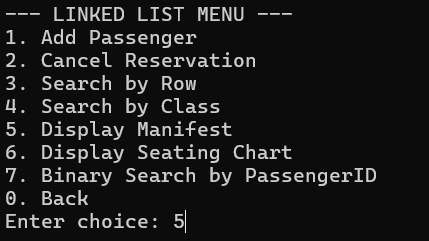 --- LINKED LIST MENU ---
1. Add Passenger
2. Cancel Reservation
3. Search by Row
4. Search by Class
5. Display Manifest
6. Display Seating Chart
7. Binary Search by PassengerID
0. Back
Enter choice: 5